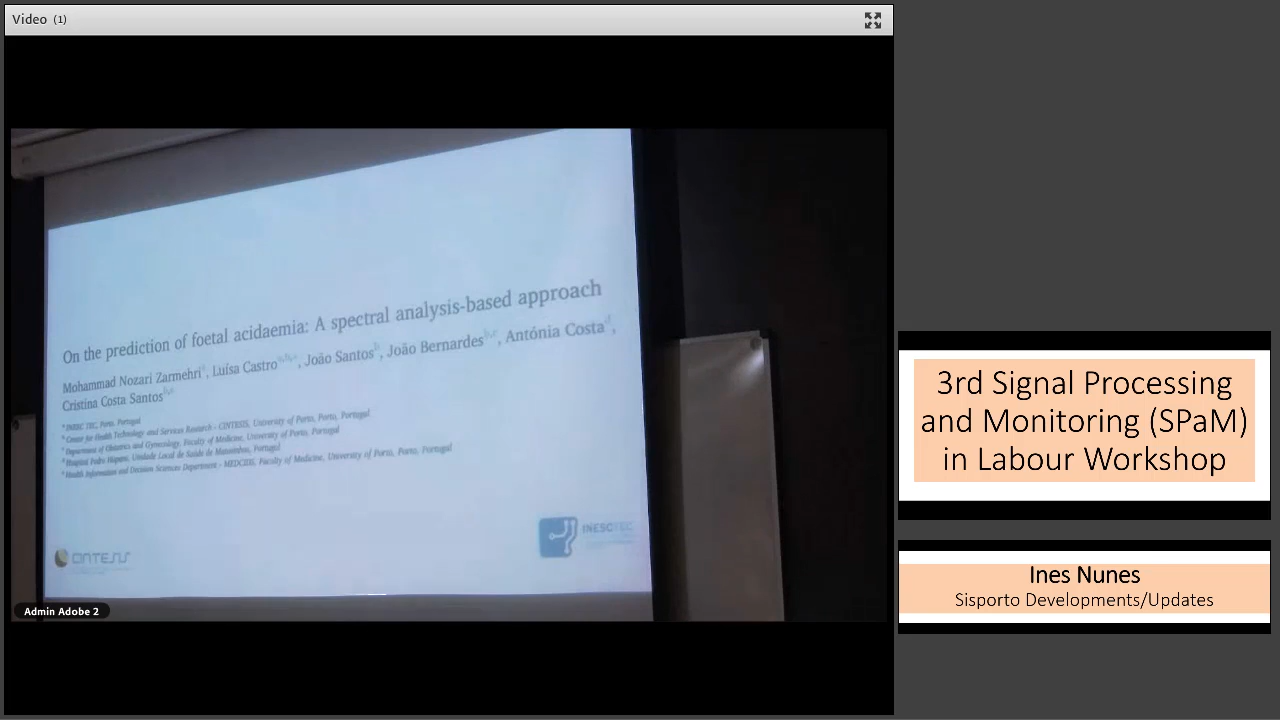 Video (1)
On the prediction of foetal acidaemia: A spectral analysis-based approach
Mohammad Nozari Zarmehri, Luísa Castro, João Santos, João Bernardes, Antónia Costa,
Cristina Costa Santos
INESC TEC, Porto, Portugal
Center for Health Technology and Services Research - CINTESIS, University of Porto, Porto, Portugal
Department of Obstetrics and Gynecology, Faculty of Medicine, University of Porto, Portugal
Hospital Pedro Hispano, Unidade Local de Saúde de Matosinhos, Portugal
Health Information and Decision Sciences Department - MEDCIDS, Faculty of Medicine, University of Porto, Porto, Portugal
CINTESIS
INESCTEC
Admin Adobe 2
3rd Signal Processing
and Monitoring (SPaM)
in Labour Workshop
Ines Nunes
Sisporto Developments/Updates